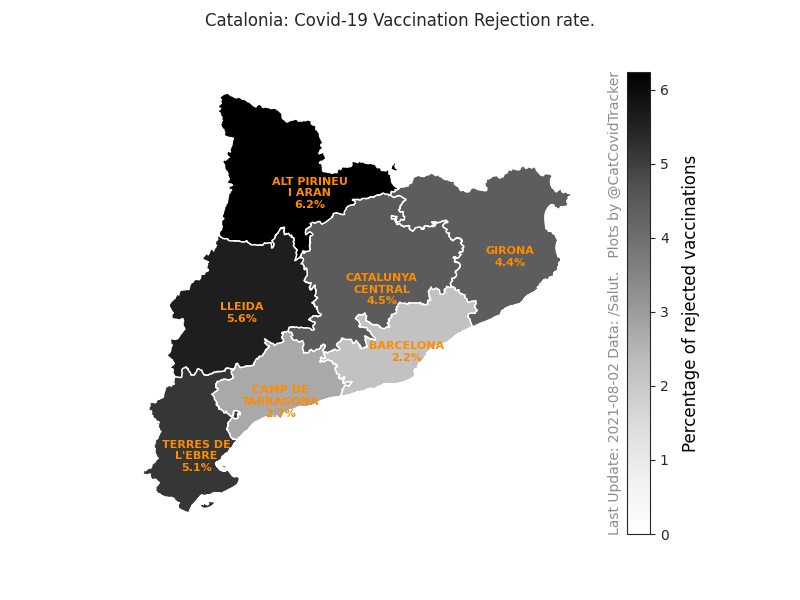 Catalonia: Covid-19 Vaccination Rejection rate.
ALT PIRINEU
I ARAN
6.2%
GIRONA
4.4%
CATALUNYA
CENTRAL
4.5%
LLEIDA
5.6%
BARCELONA
2.2%
CAMP DE
TARRAGONA
2.7%
TERRES DE
L'EBRE
5.1%
Last Update: 2021-08-02 Data: /Salut.   Plots by @CatCovidTracker
6
5
4
3
2
1
0
Percentage of rejected vaccinations